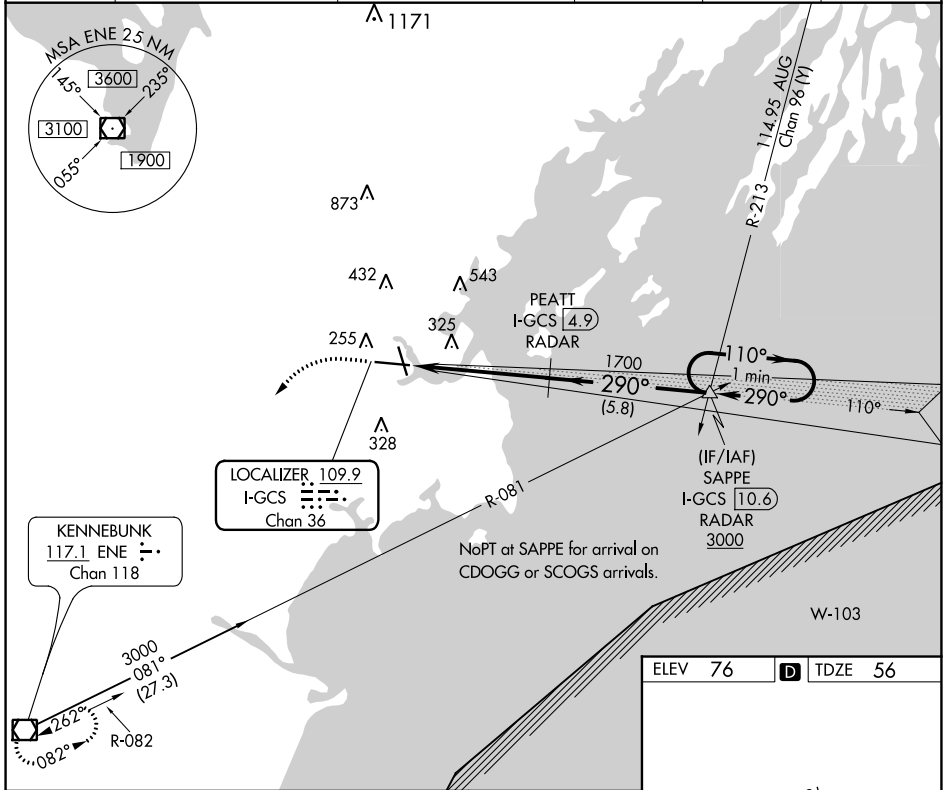 1171
MSA ENE 25 NM
145°
3600
235°
3100
1900
055°
114.95 AUG
Chan 96 (Y)
R-213
873
432
543
PEATT
I-GCS 4.9
RADAR
255
325
1700
110°
1 min
290°
290°
(5.8)
110°
328
(IF/IAF)
SAPPE
I-GCS 10.6
RADAR
3000
LOCALIZER 109.9
I-GCS
Chan 36
R-081
KENNEBUNK
117.1 ENE
Chan 118
NoPT at SAPPE for arrival on
CDOGG or SCOGS arrivals.
W-103
3000
081°
(27.3)
262°
R-082
082°
ELEV 76 D TDZE 56